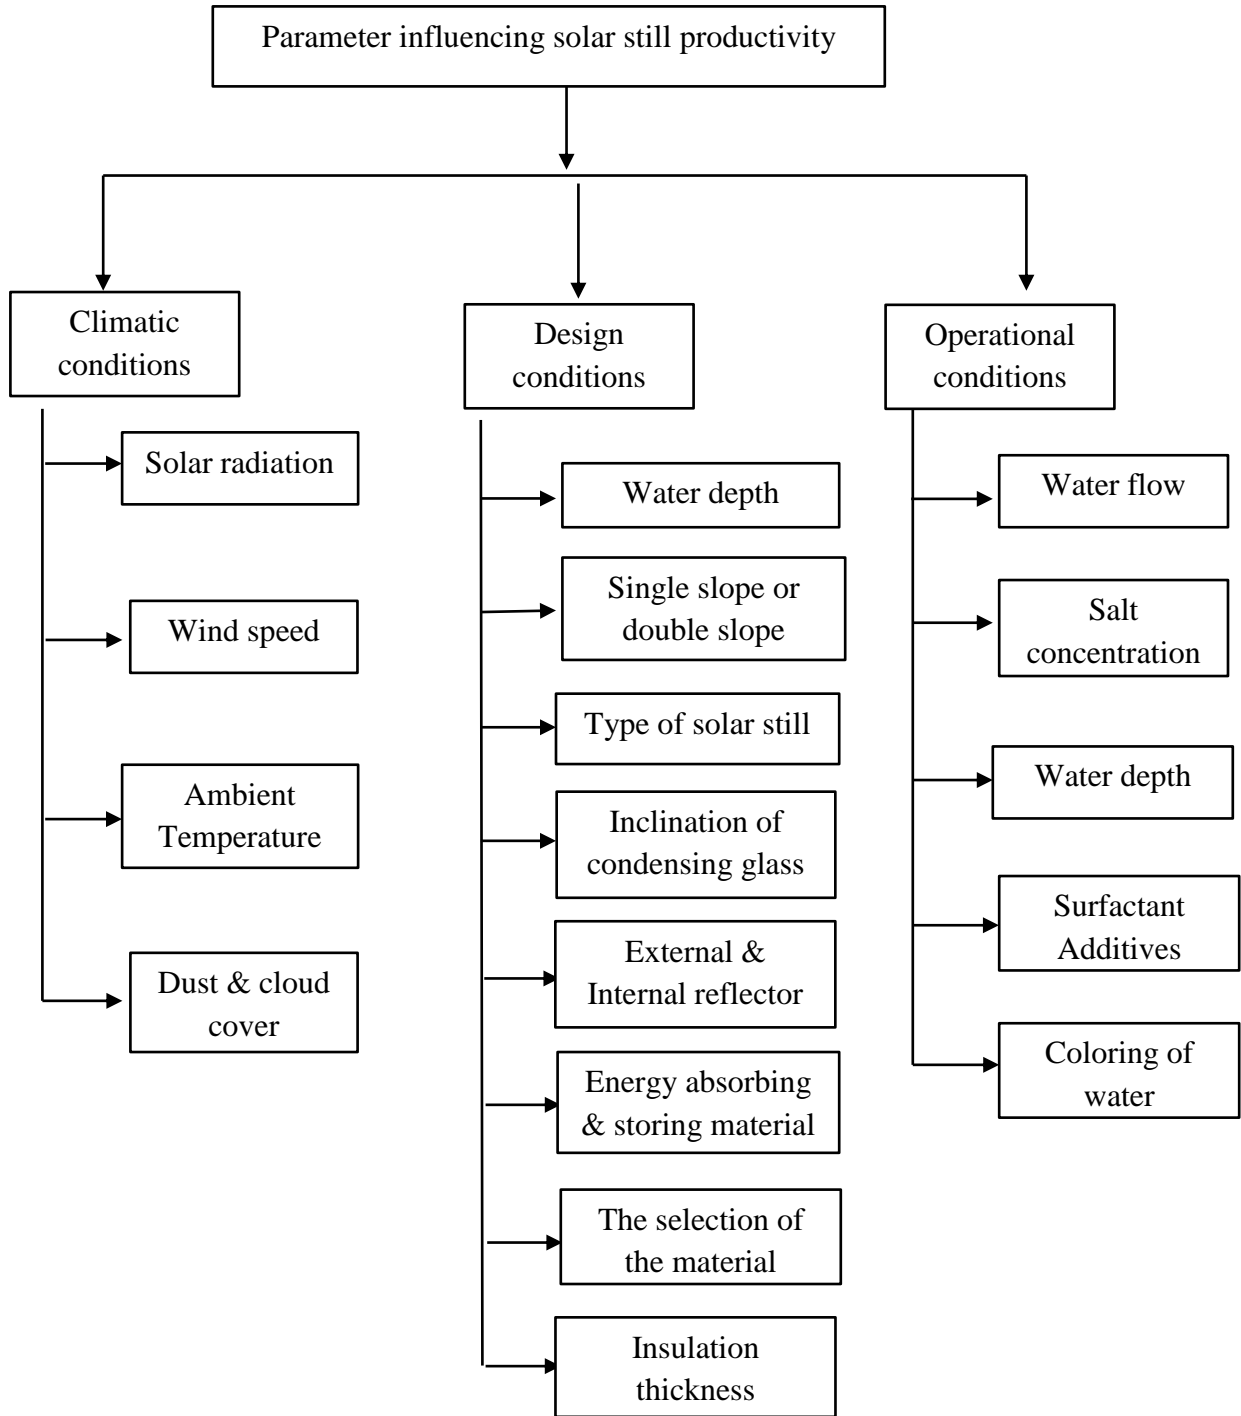 Parameter influencing solar still productivity
Climatic
conditions
Solar radiation
Wind speed
Ambient
Temperature
Dust & cloud
cover
Design
conditions
Water depth
Single slope or
double slope
Type of solar still
Inclination of
condensing glass
External &
Internal reflector
Energy absorbing
& storing material
The selection of
the material
Insulation
thickness
Operational
conditions
Water flow
Salt
concentration
Water depth
Surfactant
Additives
Coloring of
water